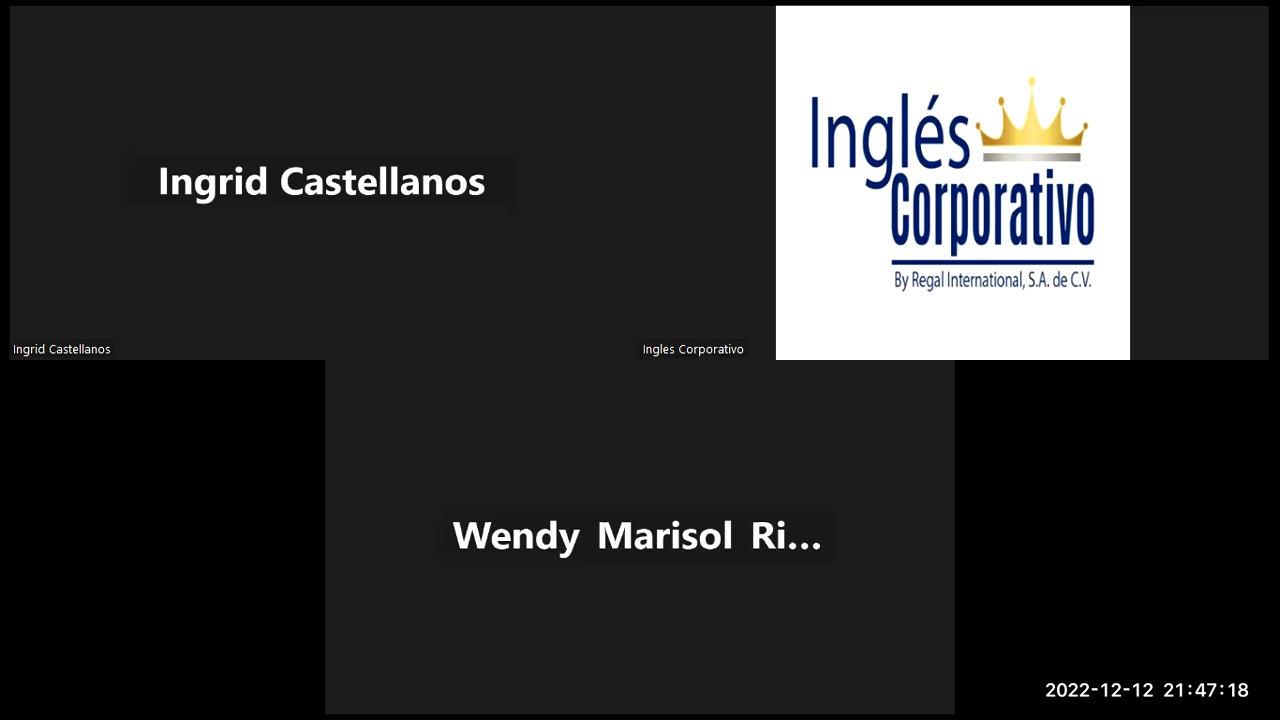 Ingrid Castellanos
Inglés
Corporativo
By Regal International, S.A. de C.V.
Ingrid Castellanos
Ingles Corporativo
Wendy Marisol Ri...
2022-12-12 21:47:18